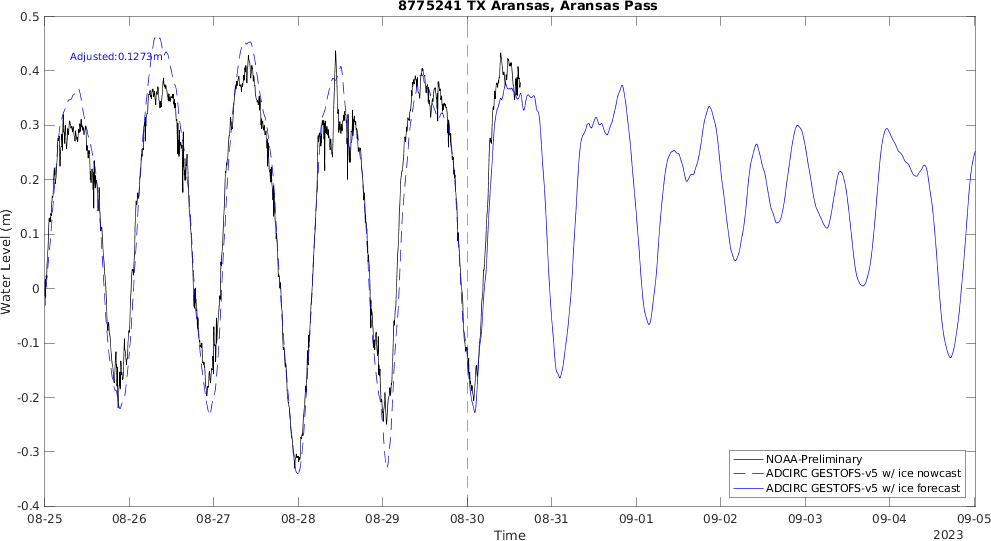 8775241 TX Aransas, Aransas Pass
Adjusted:0.1273m
Water Level (m)
0.5
0.4
0.3
0.2
0.1
0
-0.1
-0.2
-0.3
-0.4
NOAA-Preliminary
ADCIRC GESTOFS-v5 w/ ice nowcast
ADCIRC GESTOFS-v5 w/ ice forecast
08-25 08-26 08-27 08-28 08-29 08-30 08-31 09-01 09-02 09-03 09-04 09-05
Time
2023